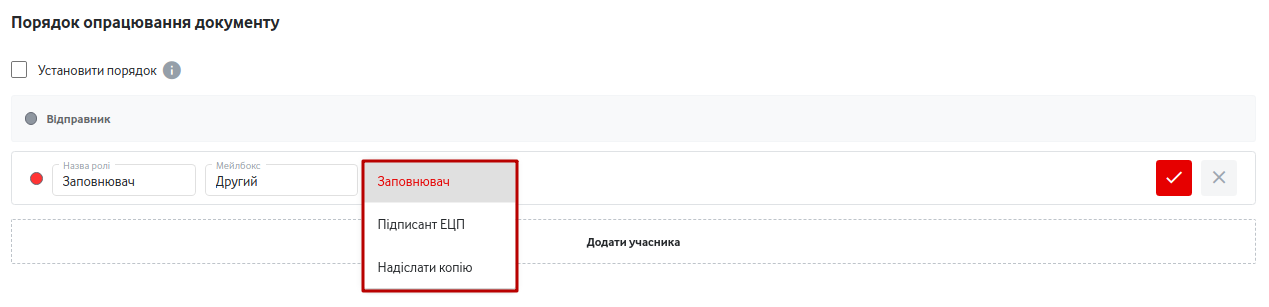 Порядок опрацювання документу
Установити порядок
Відправник
Назва ролі
Заповнювач
Мейлбокс
Другий
Заповнювач
Підписант ЕЦП
Надіслати копію
Додати учасника